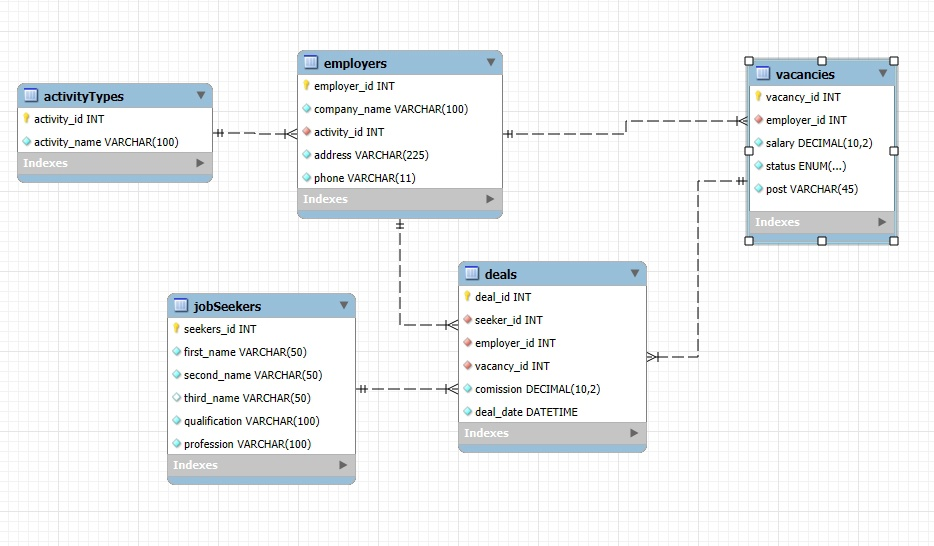 activityTypes
activity_id INT
activity_name VARCHAR(100)
Indexes
employers
employer_id INT
company_name VARCHAR(100)
activity_id INT
address VARCHAR(225)
phone VARCHAR(11)
Indexes
vacancies
vacancy_id INT
employer_id INT
salary DECIMAL(10,2)
status ENUM(...)
post VARCHAR(45)
Indexes
jobSeekers
seekers_id INT
first_name VARCHAR(50)
second_name VARCHAR(50)
third_name VARCHAR(50)
qualification VARCHAR(100)
profession VARCHAR(100)
Indexes
deals
deal_id INT
seeker_id INT
employer_id INT
vacancy_id INT
comission DECIMAL(10,2)
deal_date DATETIME
Indexes